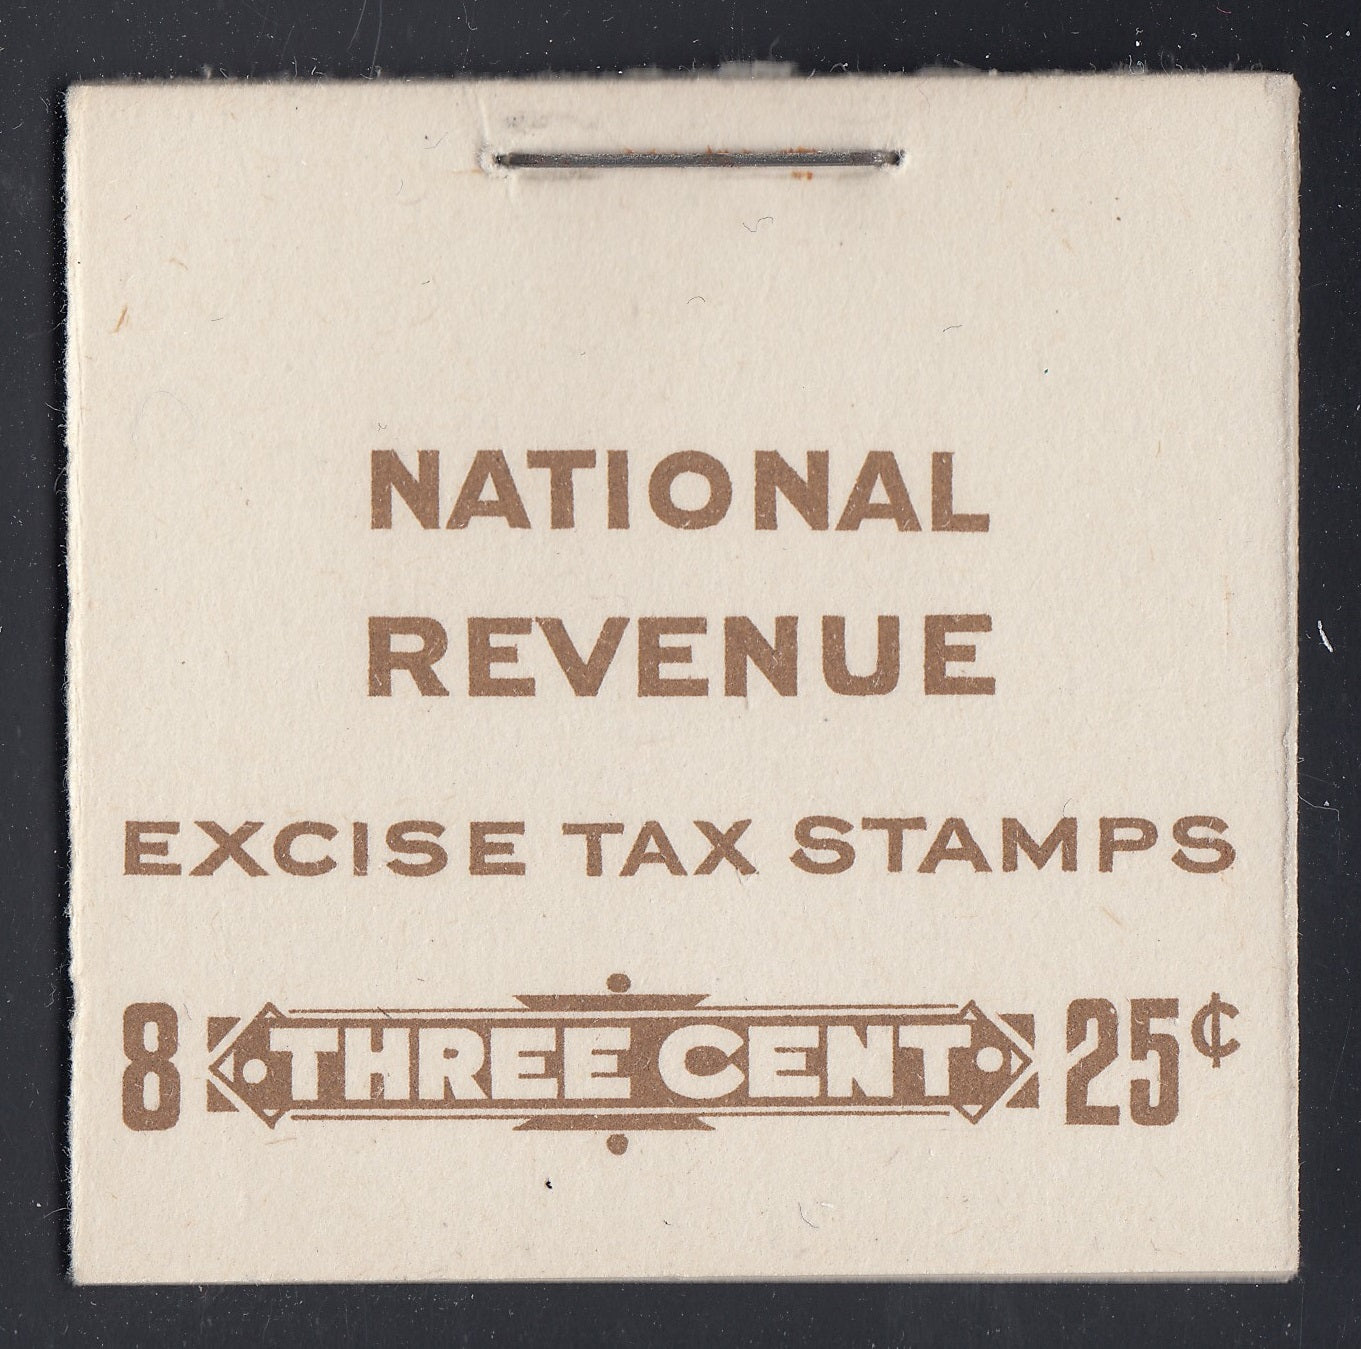 NATIONAL
REVENUE
EXCISE TAX STAMPS
8 THREE CENT 25¢